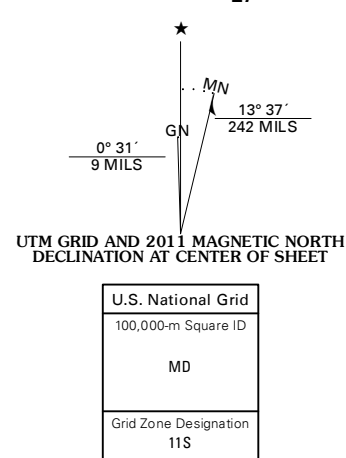 ★
MN
GN
13° 37´
242 MILS
0° 31´
9 MILS
UTM GRID AND 2011 MAGNETIC NORTH
DECLINATION AT CENTER OF SHEET
U.S. National Grid
100,000-m Square ID
MD
Grid Zone Designation
11S